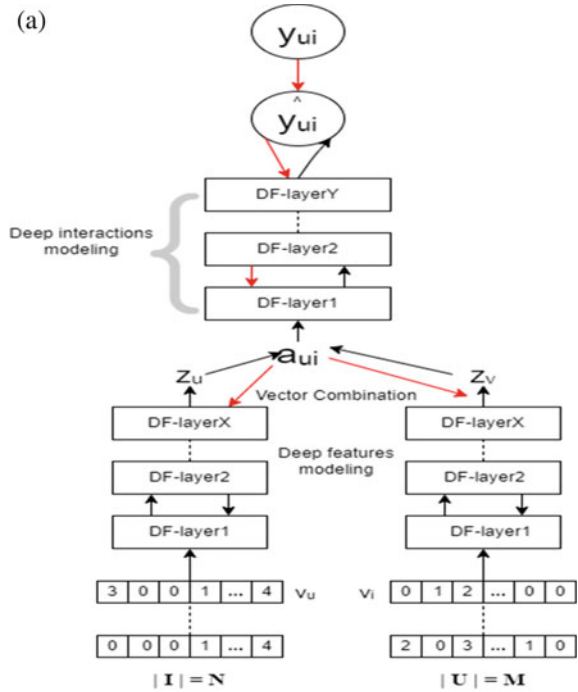 (a)
yui
^
yui
DF-layerY
Deep interactions
modeling
DF-layer2
DF-layer1
aui
Zu
Zv
Vector Combination
DF-layerX
DF-layerX
Deep features
modeling
DF-layer2
DF-layer2
DF-layer1
DF-layer1
3 0 0 1 ... 4 Vu
Vi 0 1 2 ... 0 0
0 0 0 1 ... 4
2 0 3 ... 1 0
| I | = N
| U | = M